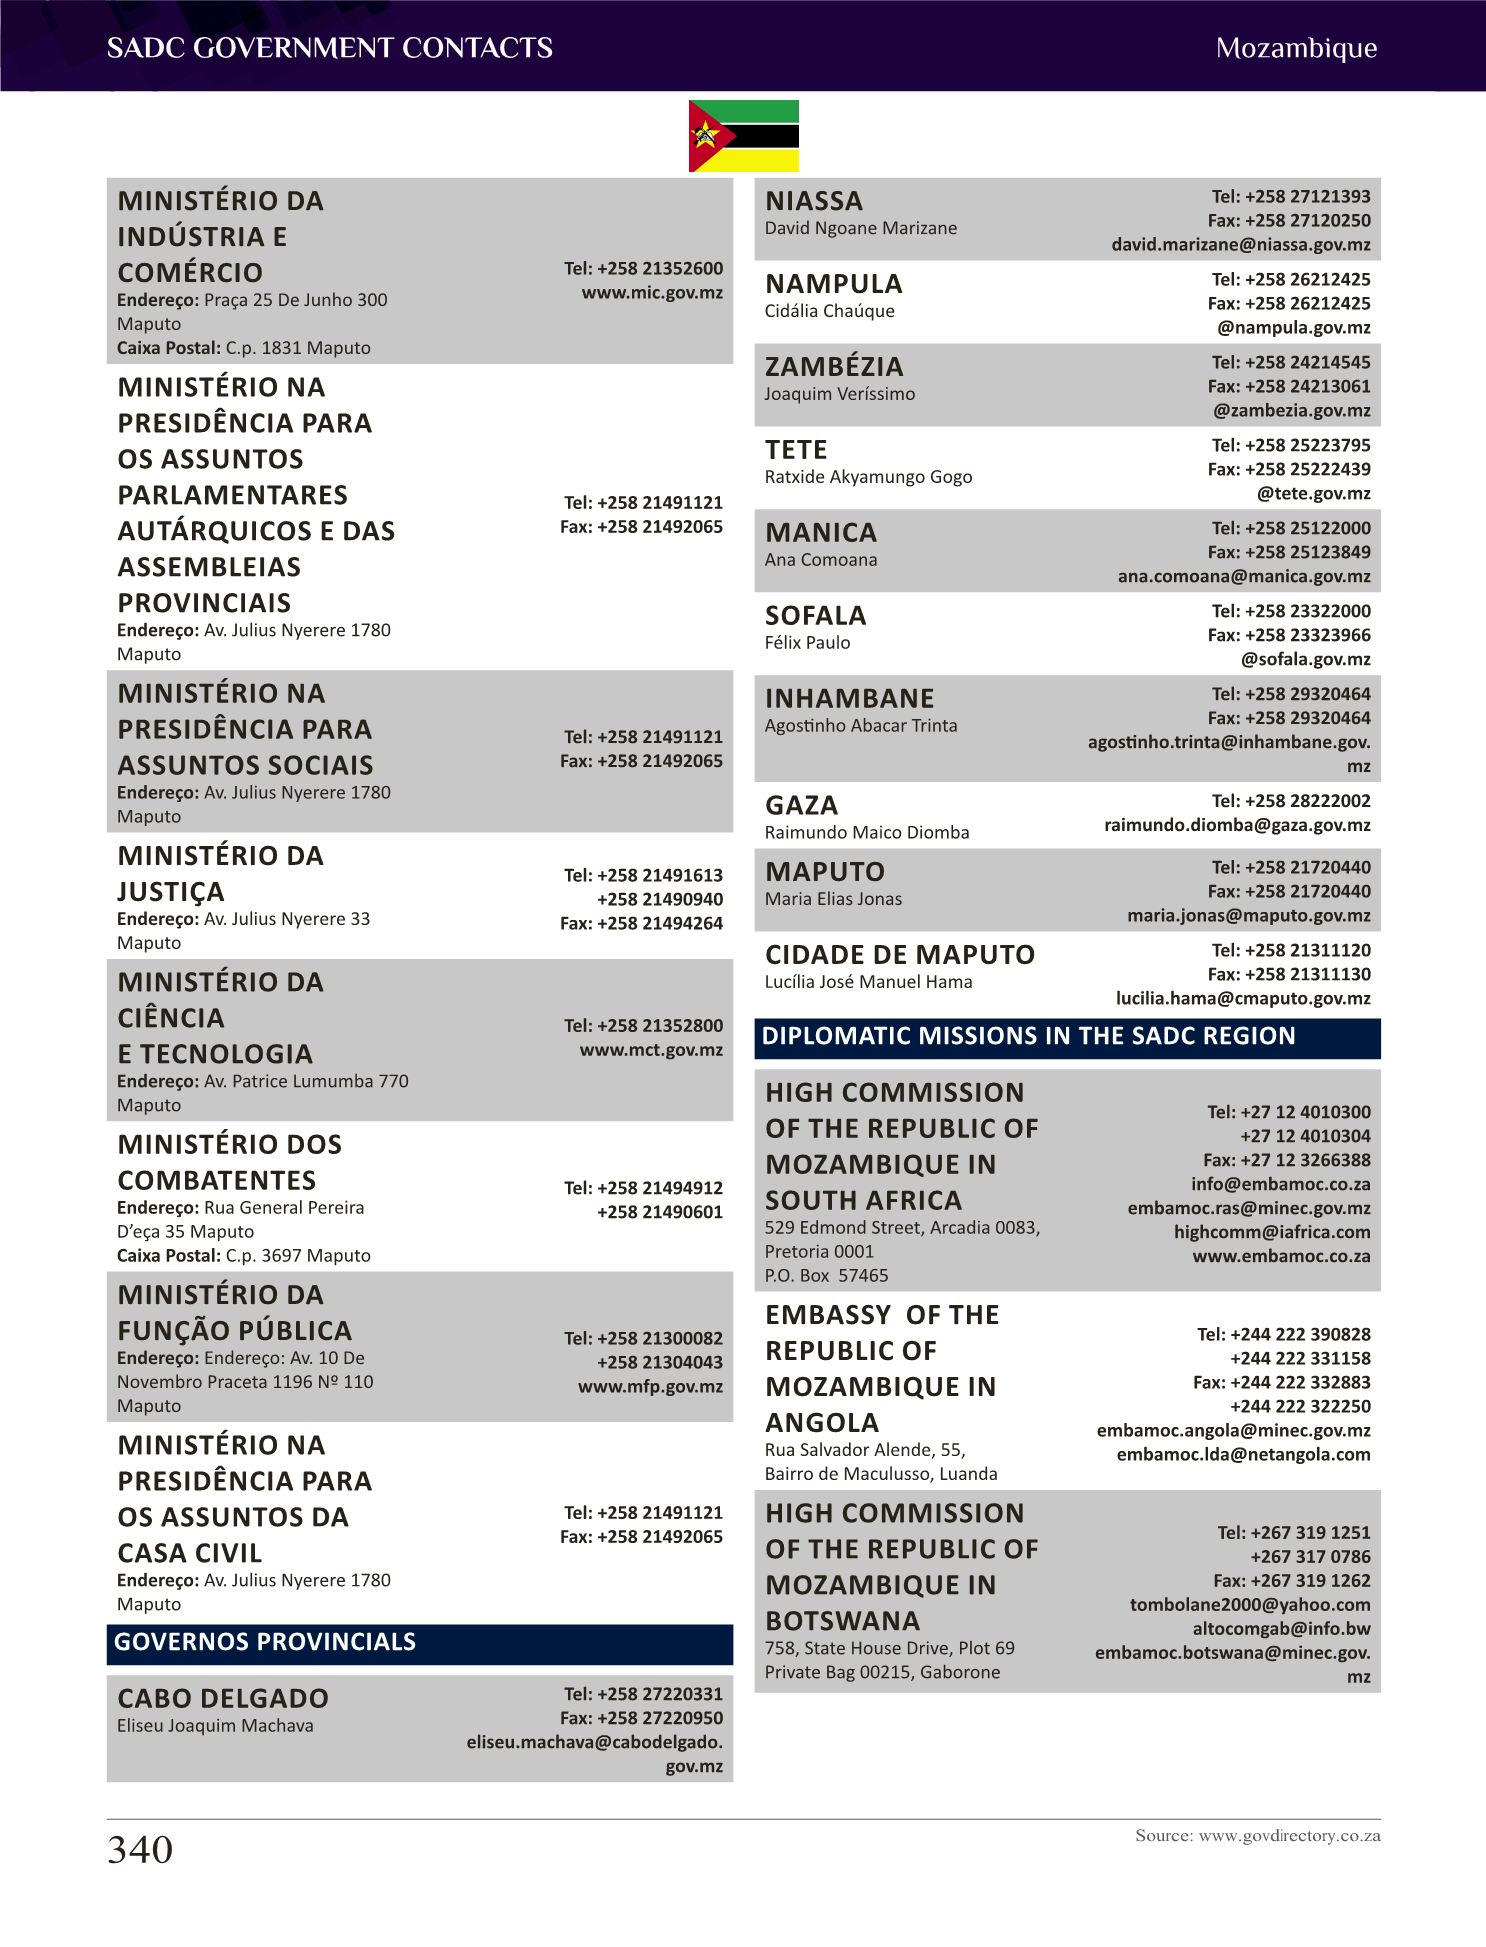 SADC GOVERNMENT CONTACTS
Mozambique
MINISTÉRIO DA
INDÚSTRIA E
COMÉRCIO
Endereço: Praça 25 De Junho 300
Maputo
Caixa Postal: C.p. 1831 Maputo
Tel: +258 21352600
www.mic.gov.mz
MINISTÉRIO NA
PRESIDÊNCIA PARA
OS ASSUNTOS
PARLAMENTARES
AUTÁRQUICOS E DAS
ASSEMBLEIAS
PROVINCIAIS
Endereço: Av. Julius Nyerere 1780
Maputo
Tel: +258 21491121
Fax: +258 21492065
MINISTÉRIO NA
PRESIDÊNCIA PARA
ASSUNTOS SOCIAIS
Endereço: Av. Julius Nyerere 1780
Maputo
Tel: +258 21491121
Fax: +258 21492065
MINISTÉRIO DA
JUSTIÇA
Endereço: Av. Julius Nyerere 33
Maputo
Tel: +258 21491613
+258 21490940
Fax: +258 21494264
MINISTÉRIO DA
CIÊNCIA
E TECNOLOGIA
Endereço: Av. Patrice Lumumba 770
Maputo
Tel: +258 21352800
www.mct.gov.mz
MINISTÉRIO DOS
COMBATENTES
Endereço: Rua General Pereira
D’eça 35 Maputo
Caixa Postal: C.p. 3697 Maputo
Tel: +258 21494912
+258 21490601
MINISTÉRIO DA
FUNÇÃO PÚBLICA
Endereço: Endereço: Av. 10 De
Novembro Praceta 1196 Nº 110
Maputo
Tel: +258 21300082
+258 21304043
www.mfp.gov.mz
MINISTÉRIO NA
PRESIDÊNCIA PARA
OS ASSUNTOS DA
CASA CIVIL
Endereço: Av. Julius Nyerere 1780
Maputo
Tel: +258 21491121
Fax: +258 21492065
GOVERNOS PROVINCIALS
CABO DELGADO
Eliseu Joaquim Machava
Tel: +258 27220331
Fax: +258 27220950
eliseu.machava@cabodelgado.
gov.mz
NIASSA
David Ngoane Marizane
Tel: +258 27121393
Fax: +258 27120250
david.marizane@niassa.gov.mz
NAMPULA
Cidália Chaúque
Tel: +258 26212425
Fax: +258 26212425
@nampula.gov.mz
ZAMBÉZIA
Joaquim Veríssimo
Tel: +258 24214545
Fax: +258 24213061
@zambezia.gov.mz
TETE
Ratxide Akyamungo Gogo
Tel: +258 25223795
Fax: +258 25222439
@tete.gov.mz
MANICA
Ana Comoana
Tel: +258 25122000
Fax: +258 25123849
ana.comoana@manica.gov.mz
SOFALA
Félix Paulo
Tel: +258 23322000
Fax: +258 23323966
@sofala.gov.mz
INHAMBANE
Agostinho Abacar Trinta
Tel: +258 29320464
Fax: +258 29320464
agostinho.trinta@inhambane.gov.
mz
GAZA
Raimundo Maico Diomba
Tel: +258 28222002
raimundo.diomba@gaza.gov.mz
MAPUTO
Maria Elias Jonas
Tel: +258 21720440
Fax: +258 21720440
maria.jonas@maputo.gov.mz
CIDADE DE MAPUTO
Lucília José Manuel Hama
Tel: +258 21311120
Fax: +258 21311130
lucilia.hama@cmaputo.gov.mz
DIPLOMATIC MISSIONS IN THE SADC REGION
HIGH COMMISSION
OF THE REPUBLIC OF
MOZAMBIQUE IN
SOUTH AFRICA
529 Edmond Street, Arcadia 0083,
Pretoria 0001
P.O. Box 57465
Tel: +27 12 4010300
+27 12 4010304
Fax: +27 12 3266388
info@embamoc.co.za
embamoc.ras@minec.gov.mz
highcomm@iafrica.com
www.embamoc.co.za
EMBASSY OF THE
REPUBLIC OF
MOZAMBIQUE IN
ANGOLA
Rua Salvador Alende, 55,
Bairro de Maculusso, Luanda
Tel: +244 222 390828
+244 222 331158
Fax: +244 222 332883
+244 222 322250
embamoc.angola@minec.gov.mz
embamoc.lda@netangola.com
HIGH COMMISSION
OF THE REPUBLIC OF
MOZAMBIQUE IN
BOTSWANA
758, State House Drive, Plot 69
Private Bag 00215, Gaborone
Tel: +267 319 1251
+267 317 0786
Fax: +267 319 1262
tombolane2000@yahoo.com
altocomgab@info.bw
embamoc.botswana@minec.gov.
mz
340
Source: www.govdirectory.co.za